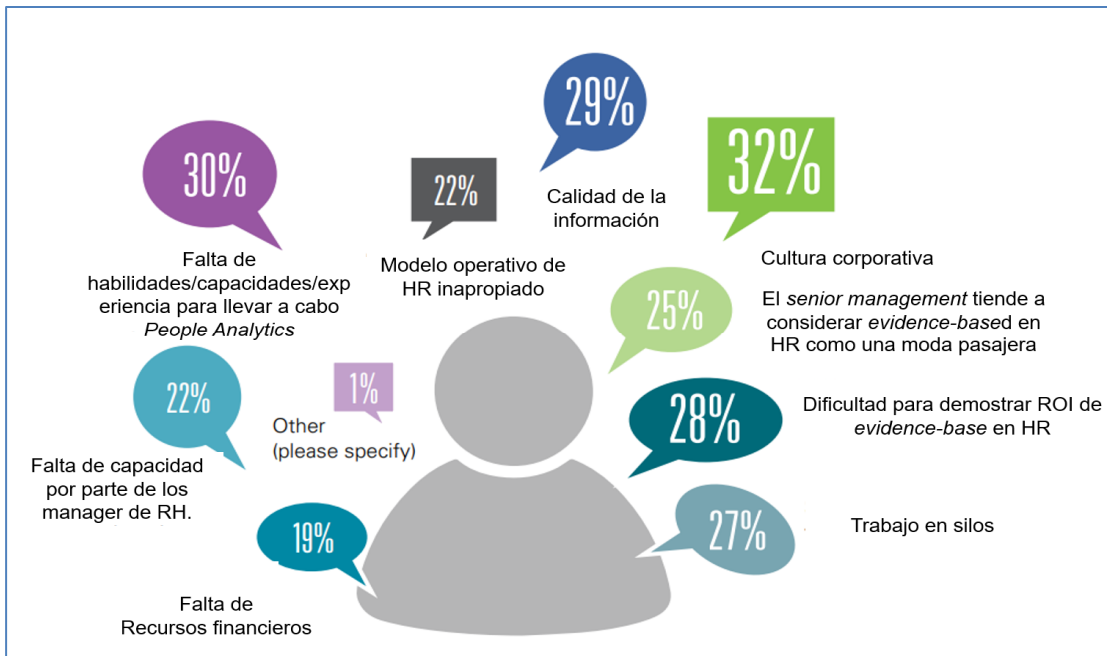 29%
Calidad de la
información
32%
Cultura corporativa
30%
Falta de
habilidades/capacidades/exp
eriencia para llevar a cabo
People Analytics
22%
Modelo operativo de
HR inapropiado
25%
El senior management tiende a
considerar evidence-based en
HR como una moda pasajera
22%
Falta de capacidad
por parte de los
manager de RH.
1%
Other
(please specify)
28%
Dificultad para demostrar ROI de
evidence-base en HR
19%
Falta de
Recursos financieros
27%
Trabajo en silos